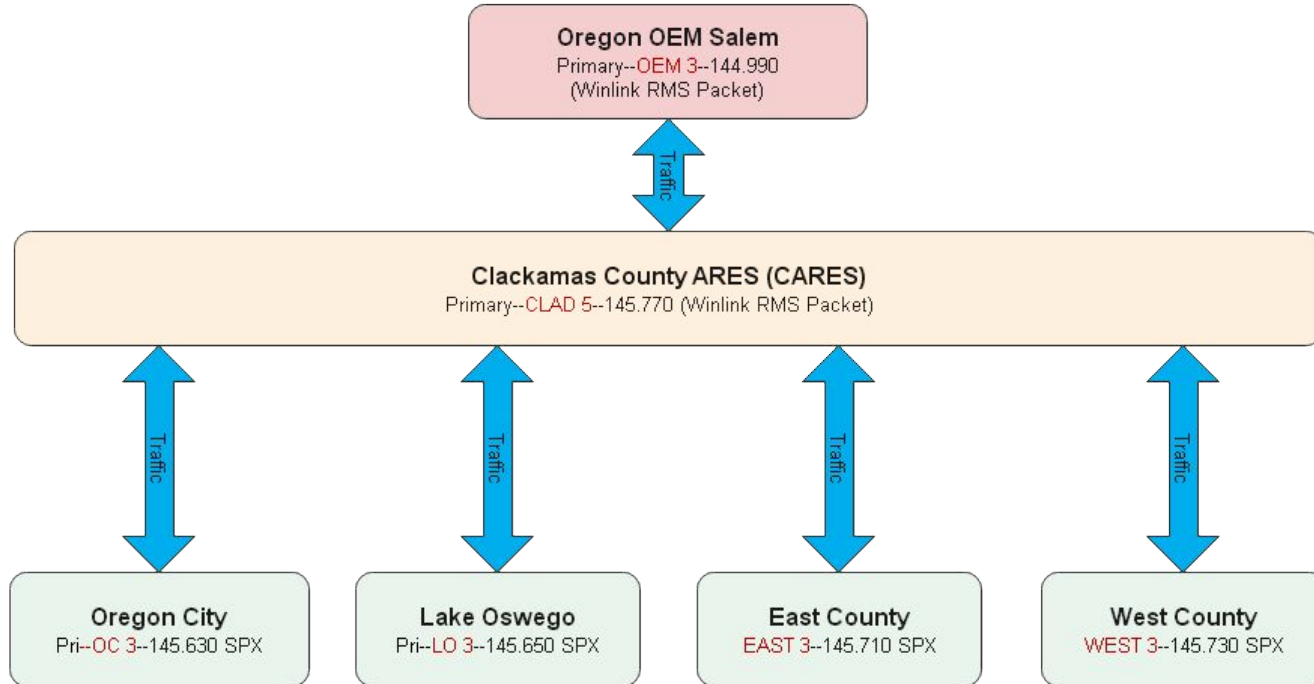 Oregon OEM Salem
Primary--OEM 3--144.990
(Winlink RMS Packet)
Traffic
Clackamas County ARES (CARES)
Primary--CLAD 5--145.770 (Winlink RMS Packet)
Traffic
Traffic
Traffic
Traffic
Oregon City
Pri--OC 3--145.630 SPX
Lake Oswego
Pri--LO 3--145.650 SPX
East County
EAST 3--145.710 SPX
West County
WEST 3--145.730 SPX